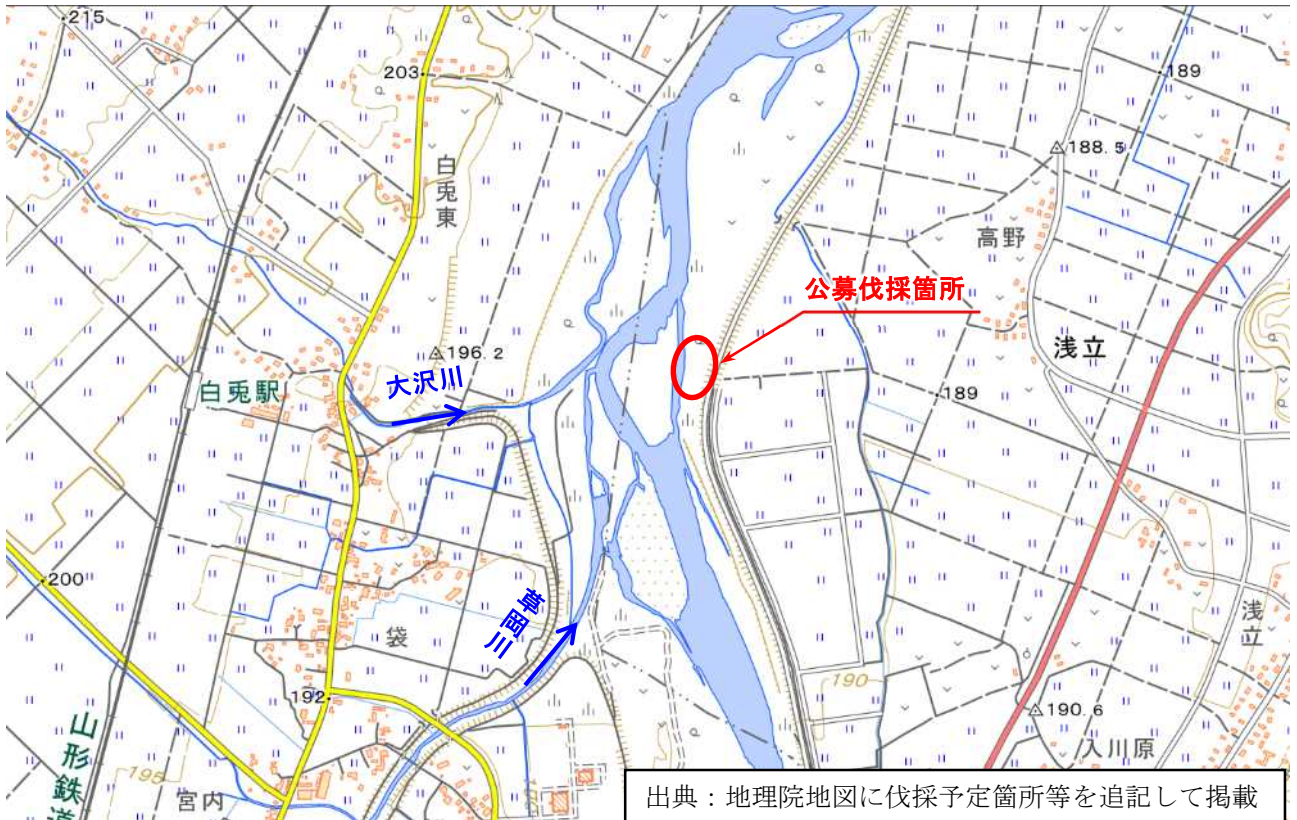 215
203
189
188.5
白兎東
高野
公募伐採箇所
浅立
196.2
大沢川
白兎駅
189
200
草岡川
袋
浅立
192
190
190.6
山形鉄道
入川原
195
宮内
出典：地理院地図に伐採予定箇所等を追記して掲載